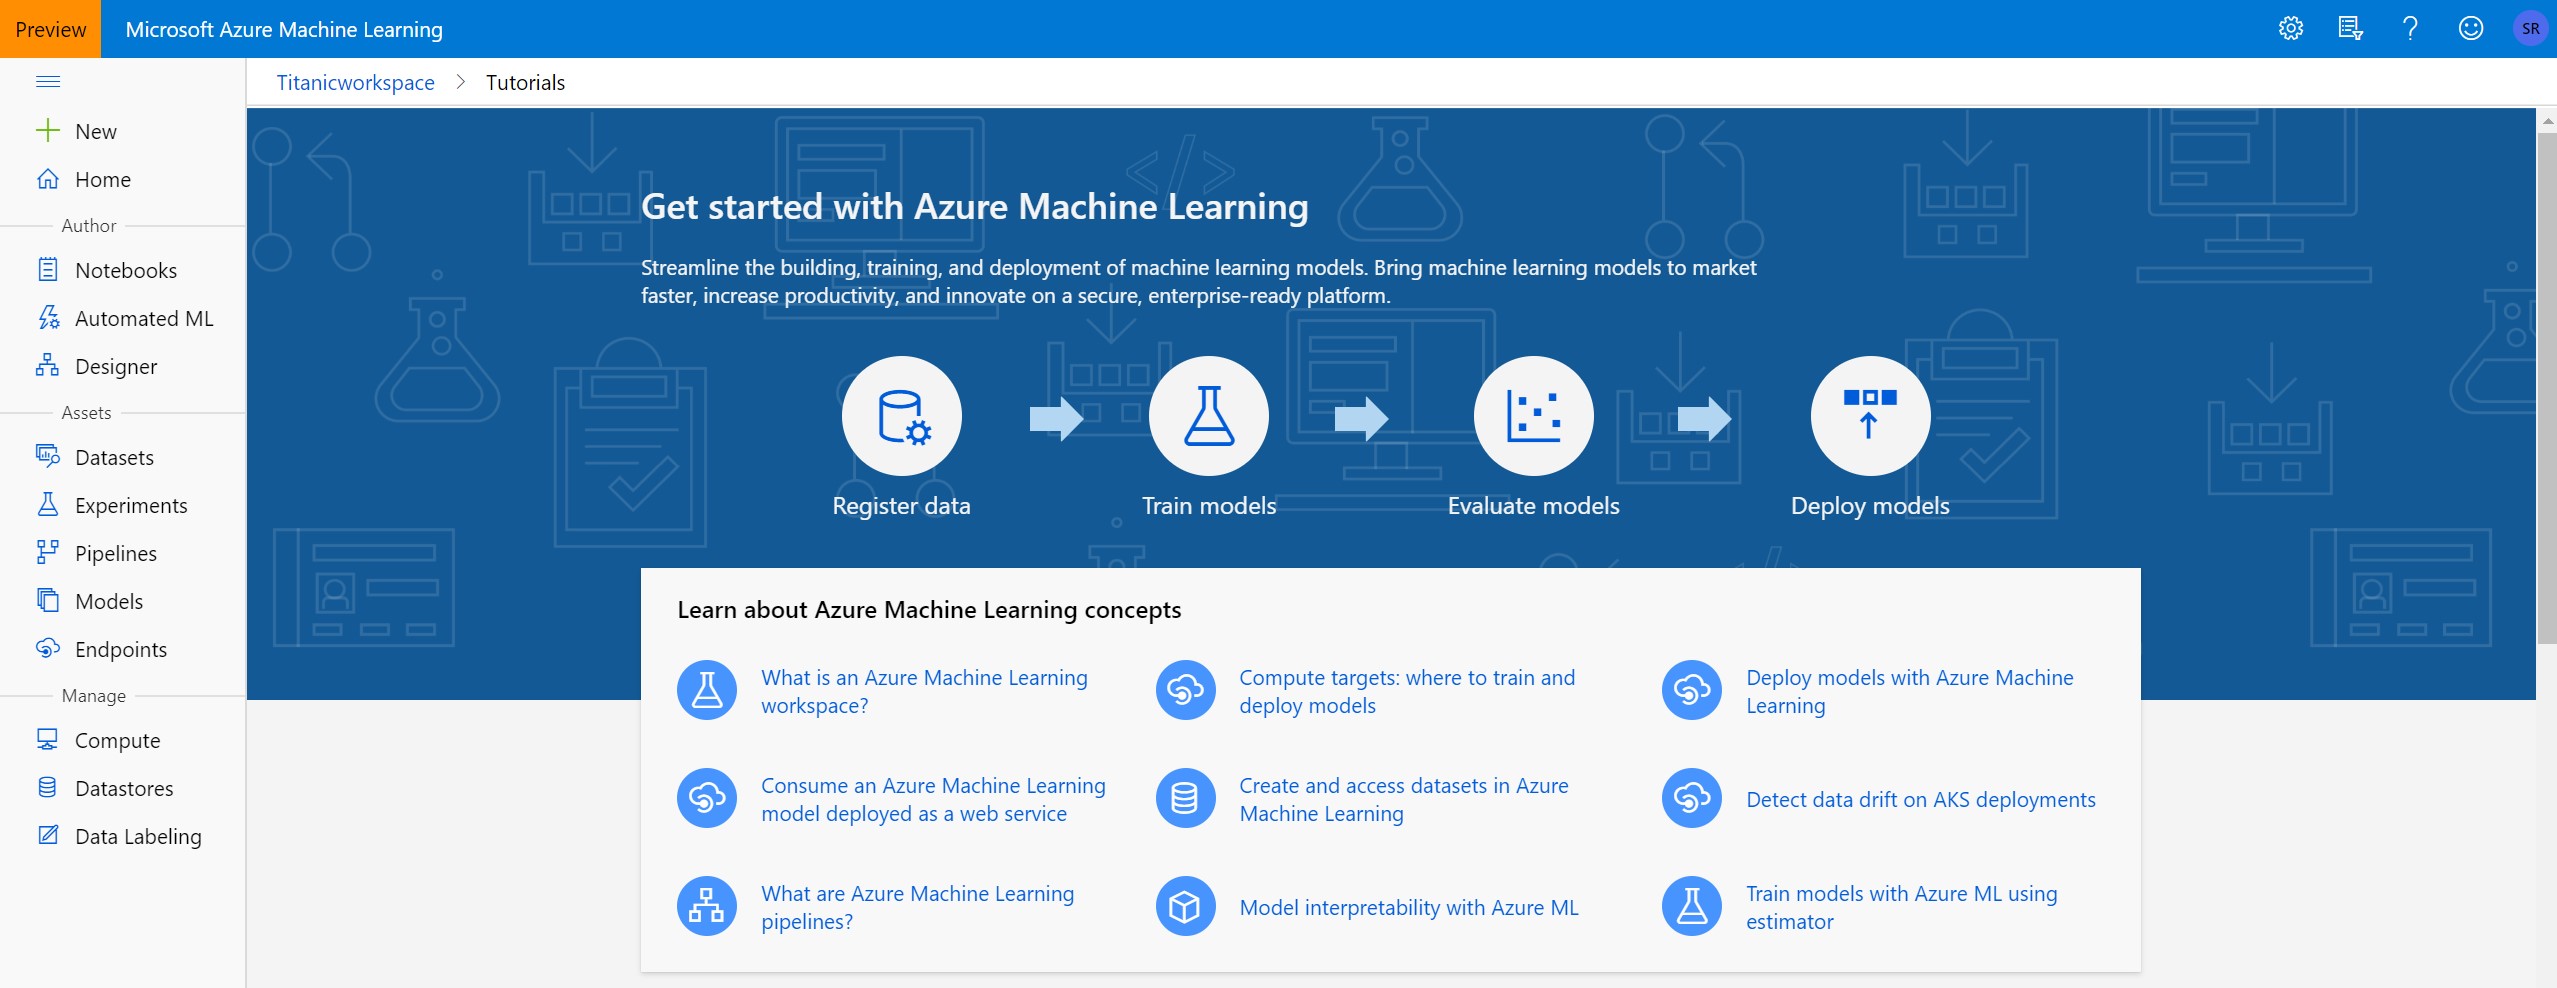 Preview
Microsoft Azure Machine Learning
SR
Titanicworkspace
Tutorials
New
Home
Author
Notebooks
Automated ML
Designer
Assets
Datasets
Experiments
Pipelines
Models
Endpoints
Manage
Compute
Datastores
Data Labeling
Get started with Azure Machine Learning
Streamline the building, training, and deployment of machine learning models. Bring machine learning models to market
faster, increase productivity, and innovate on a secure, enterprise-ready platform.
Register data
Train models
Evaluate models
Deploy models
Learn about Azure Machine Learning concepts
What is an Azure Machine Learning
workspace?
Compute targets: where to train and
deploy models
Deploy models with Azure Machine
Learning
Consume an Azure Machine Learning
model deployed as a web service
Create and access datasets in Azure
Machine Learning
Detect data drift on AKS deployments
What are Azure Machine Learning
pipelines?
Model interpretability with Azure ML
Train models with Azure ML using
estimator